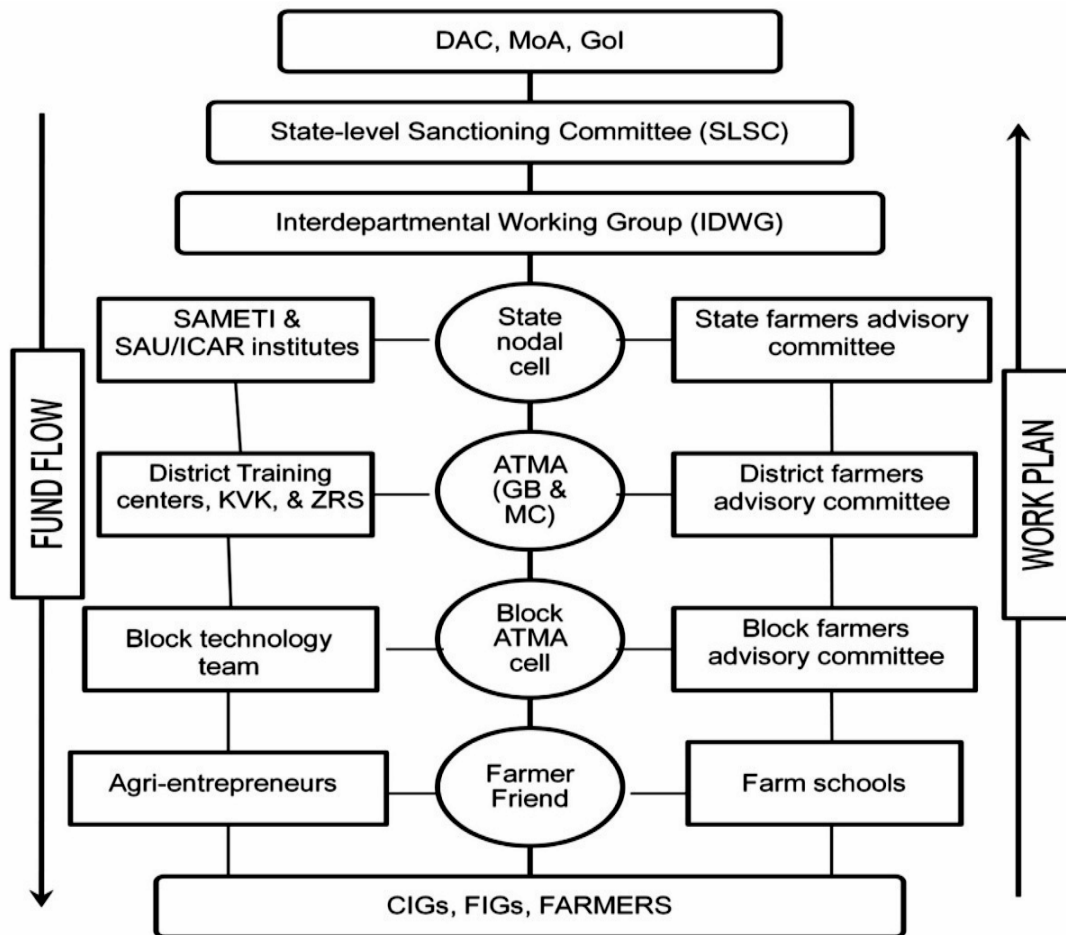 DAC, MoA, GoI
State-level Sanctioning Committee (SLSC)
Interdepartmental Working Group (IDWG)
SAMETI &
SAU/ICAR institutes
State
nodal
cell
State farmers advisory
committee
FUND FLOW
District Training
centers, KVK, & ZRS
ATMA
(GB &
MC)
District farmers
advisory committee
WORK PLAN
Block technology
team
Block
ATMA
cell
Block farmers
advisory committee
Agri-entrepreneurs
Farmer
Friend
Farm schools
CIGs, FIGs, FARMERS